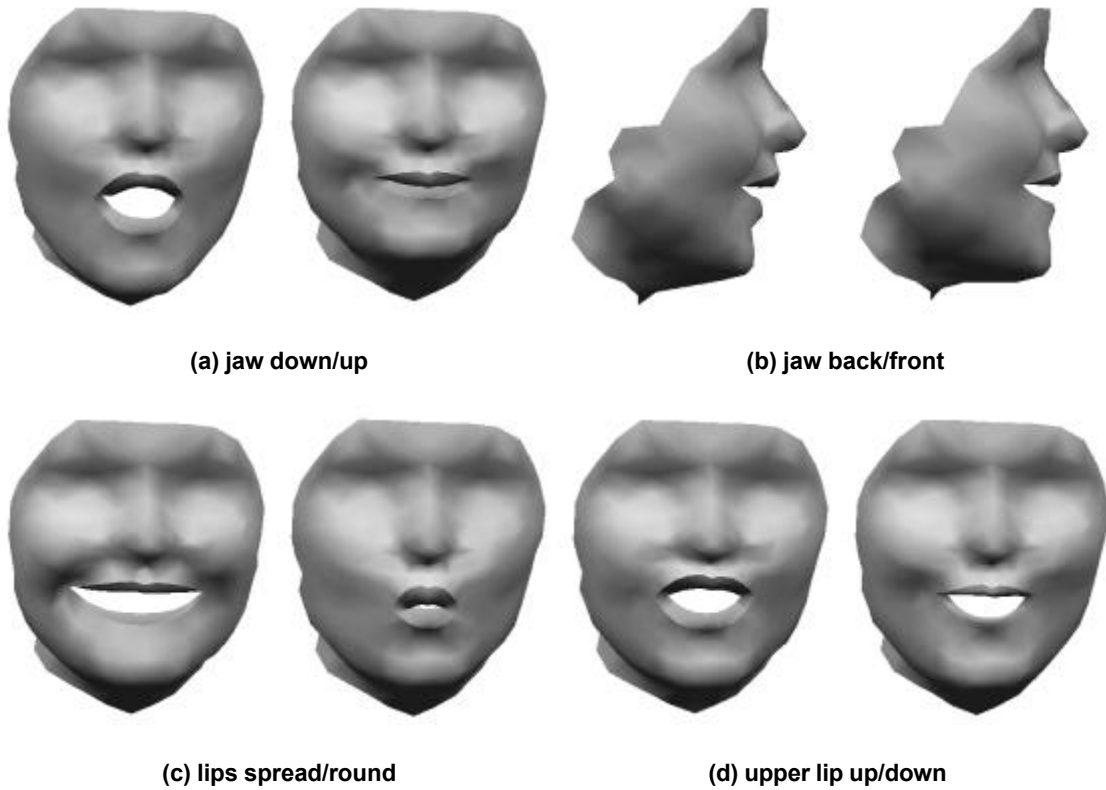 (a) jaw down/up
(b) jaw back/front
(c) lips spread/round
(d) upper lip up/down